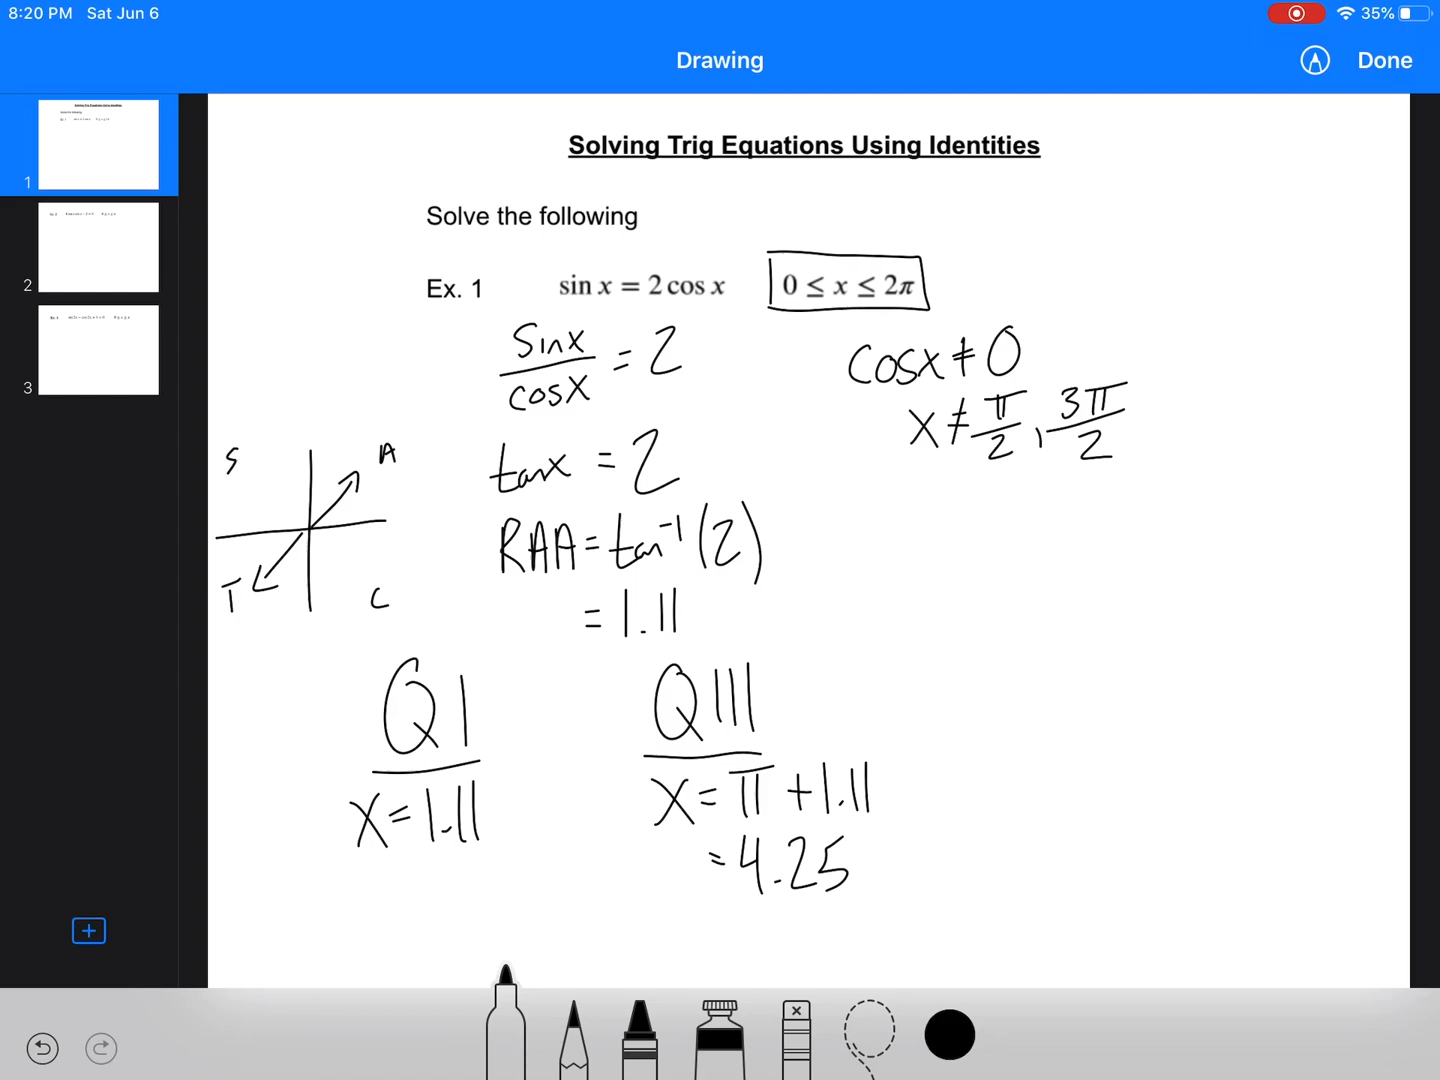 8:20 PM Sat Jun 6
35%
Drawing
Done
1
2
3
Solving Trig Equations Using Identities
Solve the following
Ex. 1 sin x = 2 cos x 0 ≤ x ≤ 2π
sinx/cosx = 2
cosx ≠ 0
x ≠ π/2, 3π/2
tanx = 2
S A
T C
RAA = tan⁻¹(2)
= 1.11
QI
x = 1.11
QIII
x = π + 1.11
= 4.25